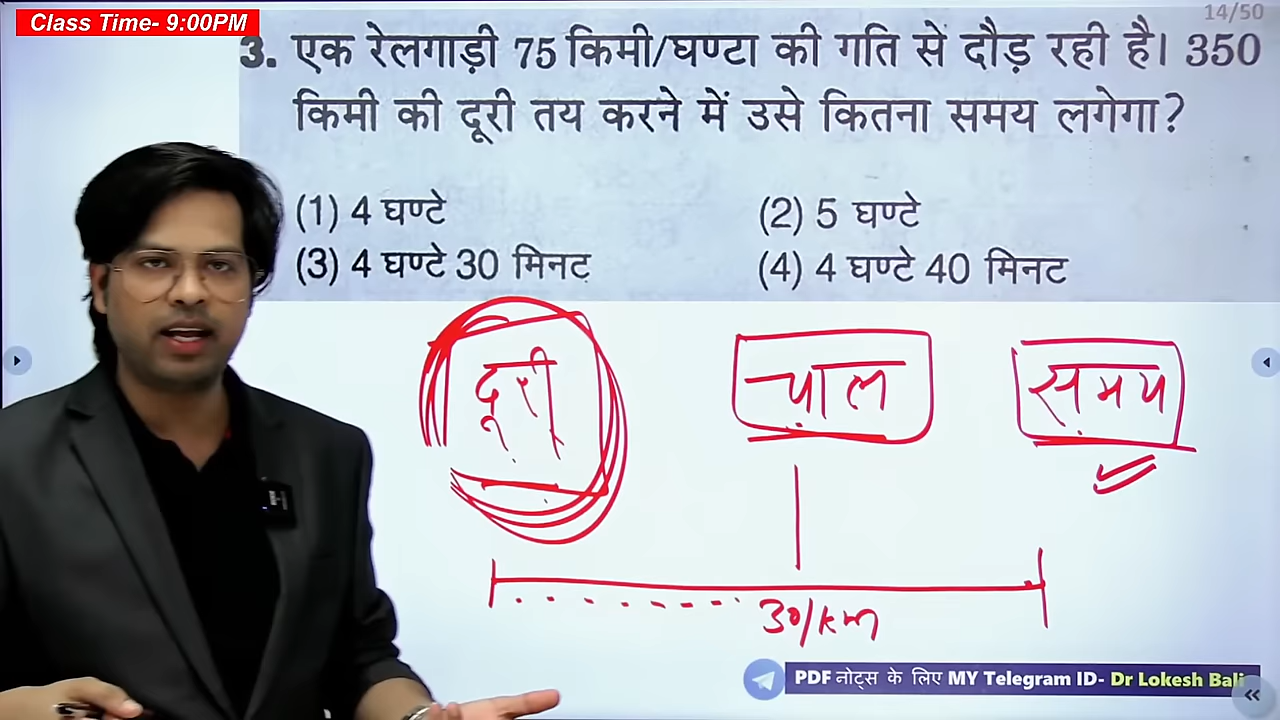 Class Time- 9:00PM
14/50
3. एक रेलगाड़ी 75 किमी/घण्टा की गति से दौड़ रही है। 350
किमी की दूरी तय करने में उसे कितना समय लगेगा?
(1) 4 घण्टे (2) 5 घण्टे
(3) 4 घण्टे 30 मिनट (4) 4 घण्टे 40 मिनट
दूरी चाल समय
30/km
PDF नोट्स के लिए MY Telegram ID- Dr Lokesh Bali